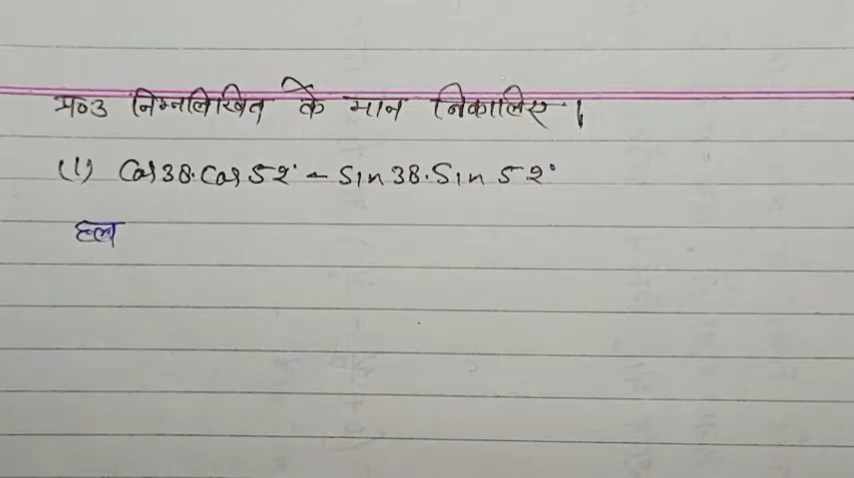 प्र०3 निम्नलिखित के मान निकालिए।
(1) Cos38.Cos52° - Sin38.Sin52°
हल